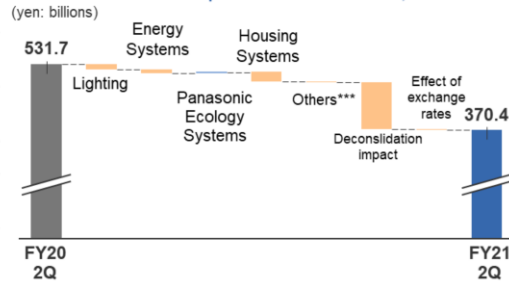 (yen: billions)
531.7
Lighting
Energy
Systems
Panasonic
Ecology
Systems
Housing
Systems
Others***
Deconslidation
impact
Effect of
exchange
rates
370.4
FY20
2Q
FY21
2Q